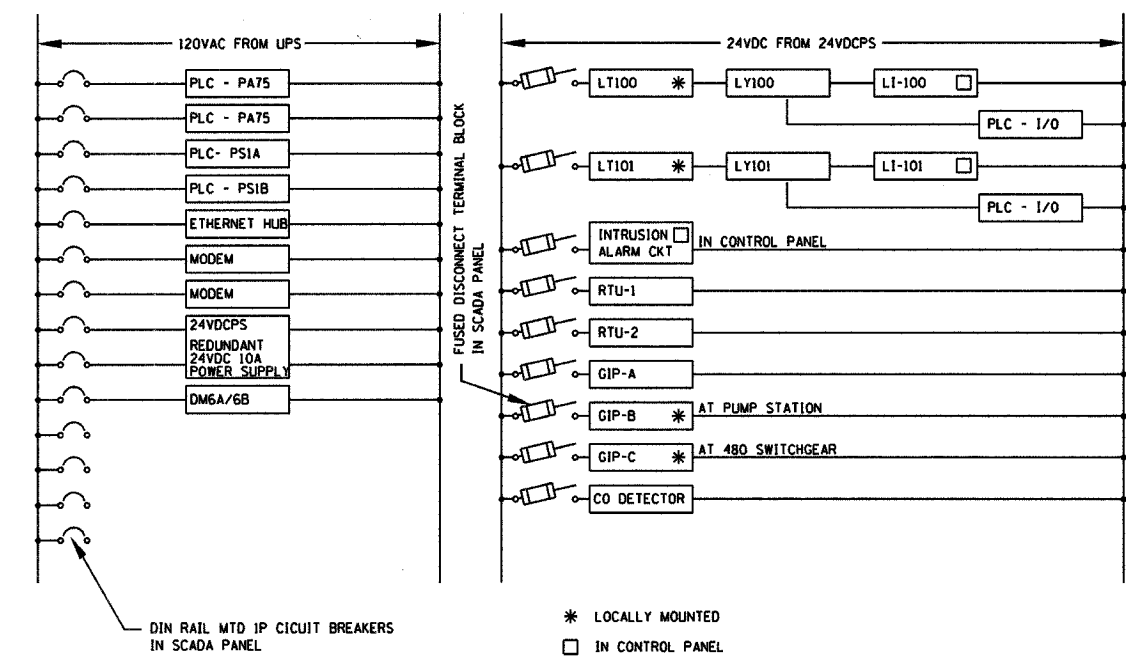 120VAC FROM UPS
PLC - PA75
PLC - PA75
PLC- PS1A
PLC - PS1B
ETHERNET HUB
MODEM
MODEM
24VDCPS
REDUNDANT
24VDC 10A
POWER SUPPLY
DM6A/6B
DIN RAIL MTD 1P CICUIT BREAKERS
IN SCADA PANEL
FUSED DISCONNECT TERMINAL BLOCK
IN SCADA PANEL
24VDC FROM 24VDCPS
LT100 * LY100 LI-100
PLC - I/O
LT101 * LY101 LI-101
PLC - I/O
INTRUSION
ALARM CKT
IN CONTROL PANEL
RTU-1
RTU-2
GIP-A
GIP-B * AT PUMP STATION
GIP-C * AT 480 SWITCHGEAR
CO DETECTOR
* LOCALLY MOUNTED
□ IN CONTROL PANEL